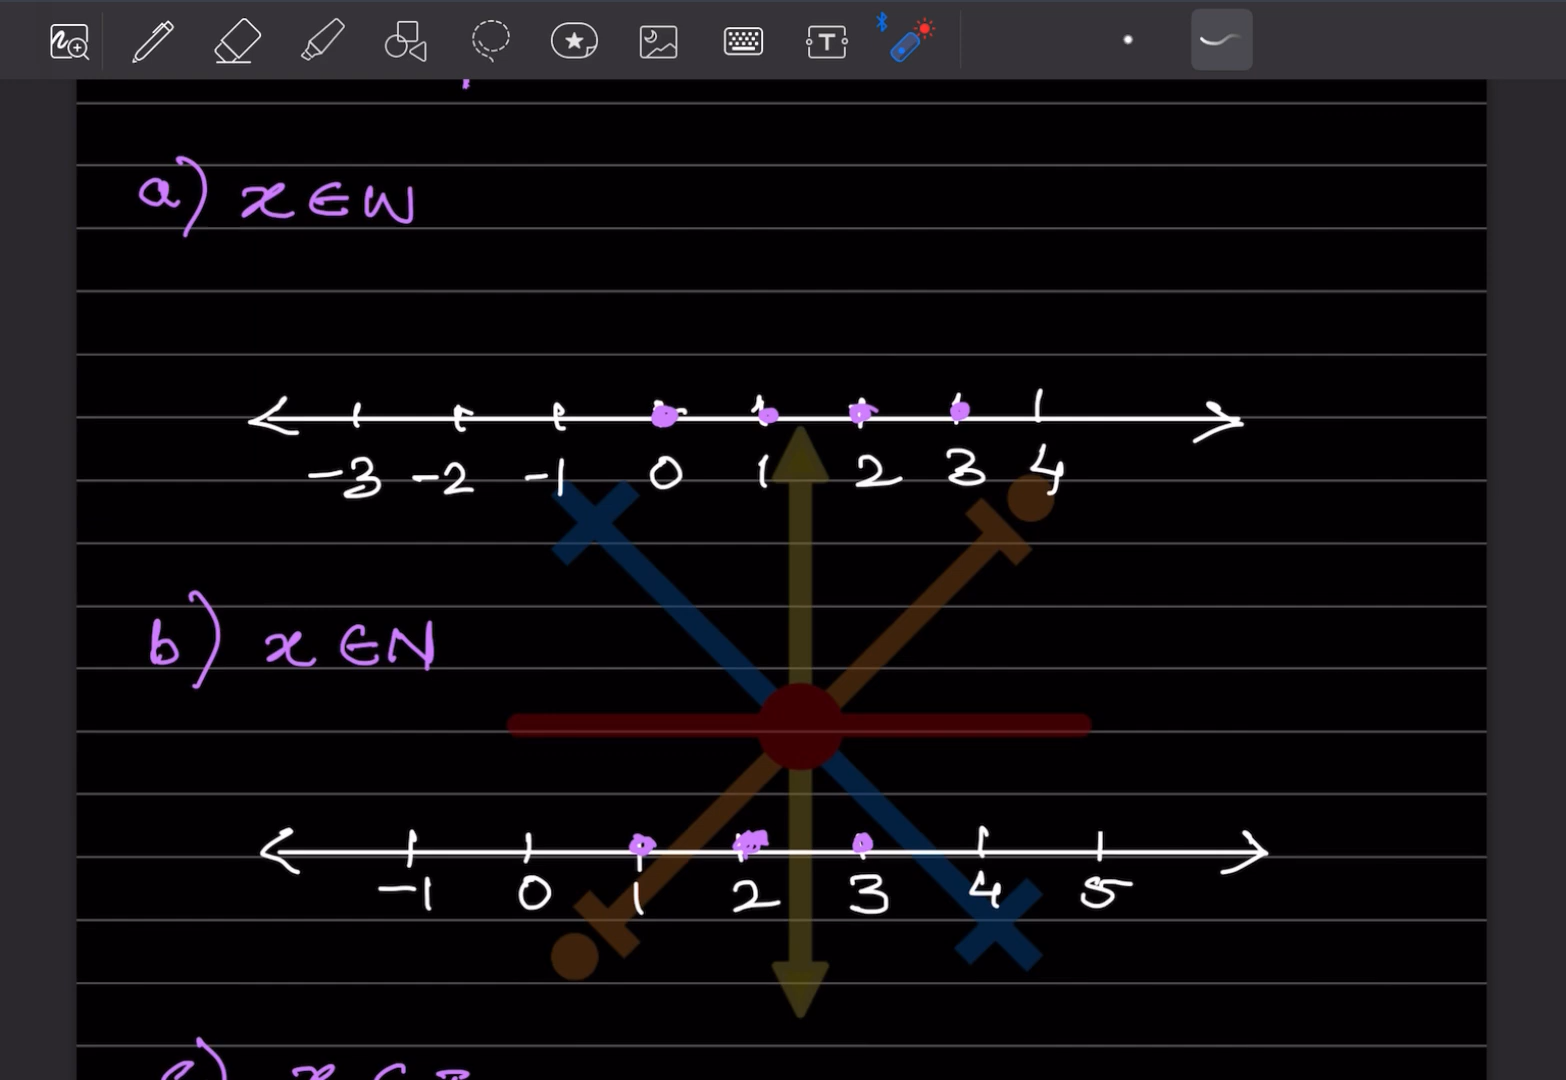 a) x ∈ W
-3 -2 -1 0 1 2 3 4
b) x ∈ N
-1 0 1 2 3 4 5